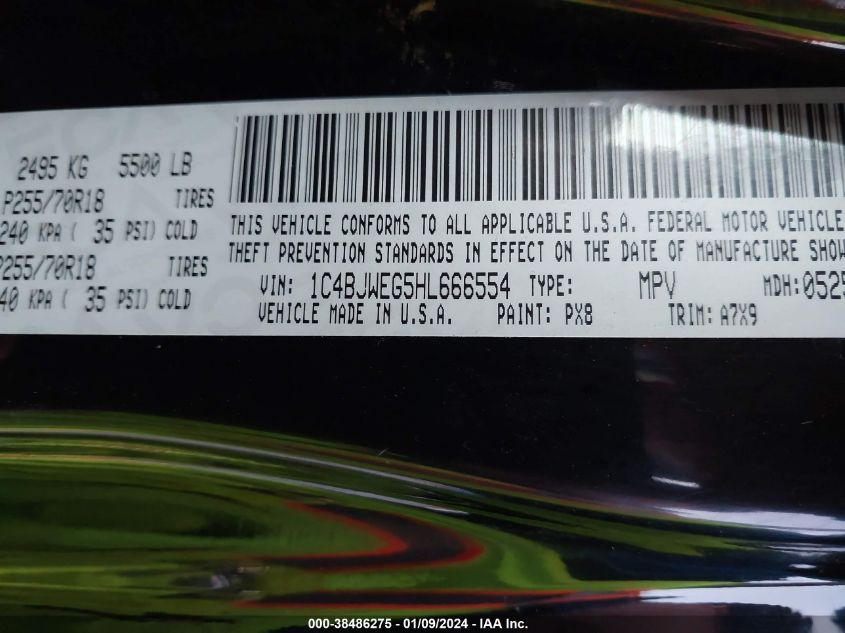 2495 KG 5500 LB
P255/70R18 TIRES
240 KPA ( 35 PSI) COLD
P255/70R18 TIRES
40 KPA ( 35 PSI) COLD
THIS VEHICLE CONFORMS TO ALL APPLICABLE U.S.A. FEDERAL MOTOR VEHICLE
THEFT PREVENTION STANDARDS IN EFFECT ON THE DATE OF MANUFACTURE SHOW
VIN: 1C4BJWEG5HL666554 TYPE: MPV MDH: 0525
VEHICLE MADE IN U.S.A. PAINT: PX8 TRIM: A7X9
000-38486275 - 01/09/2024 - IAA Inc.